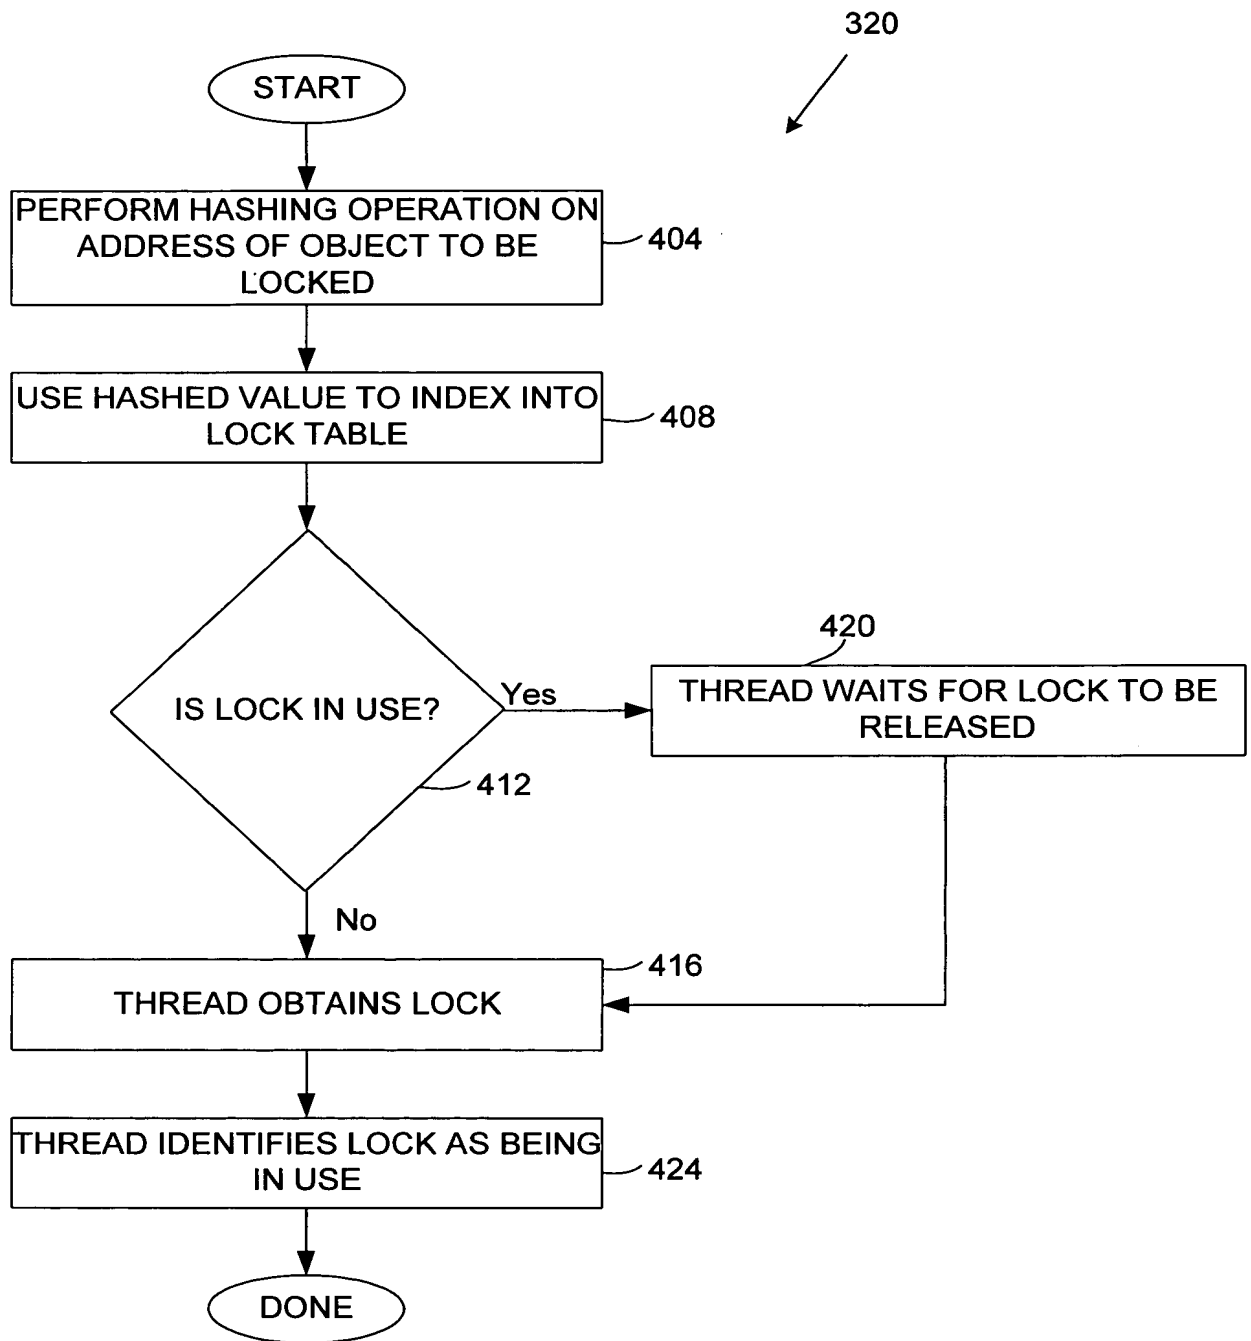 320
START
PERFORM HASHING OPERATION ON
ADDRESS OF OBJECT TO BE
LOCKED
404
USE HASHED VALUE TO INDEX INTO
LOCK TABLE
408
IS LOCK IN USE?
Yes
412
420
THREAD WAITS FOR LOCK TO BE
RELEASED
No
416
THREAD OBTAINS LOCK
THREAD IDENTIFIES LOCK AS BEING
IN USE
424
DONE